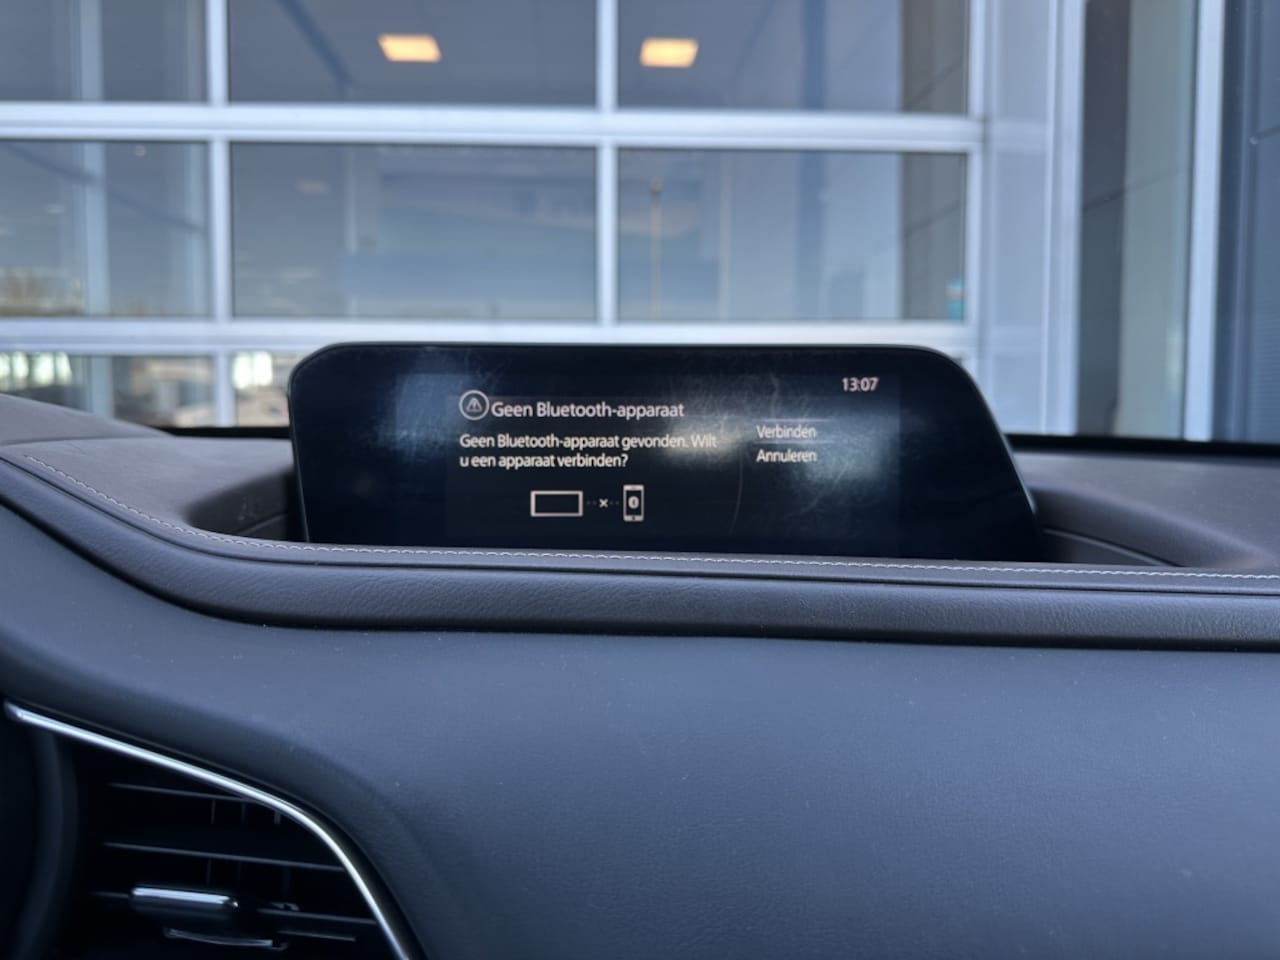 13:07
Geen Bluetooth-apparaat
Geen Bluetooth-apparaat gevonden. Wilt
u een apparaat verbinden?
Verbinden
Annuleren